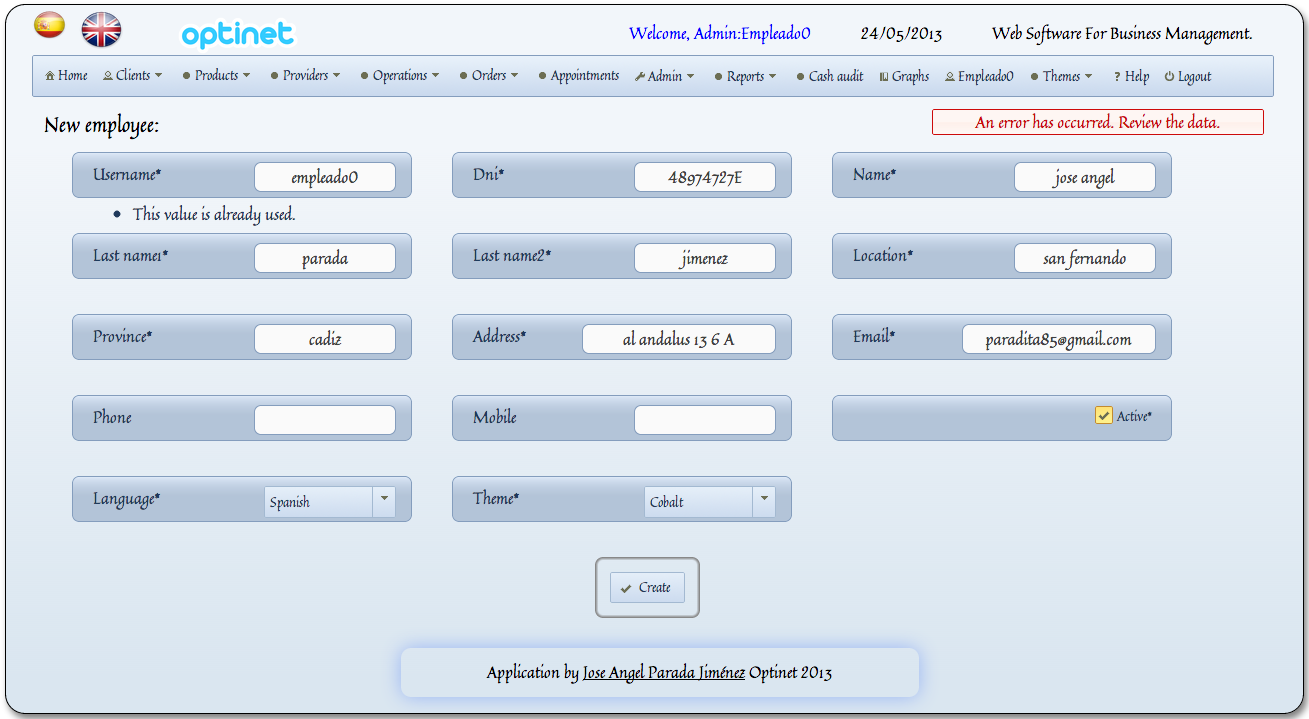 optinet Welcome, Admin:Empleado0 24/05/2013 Web Software For Business Management.
Home Clients Products Providers Operations Orders Appointments Admin Reports Cash audit Graphs Empleado0 Themes ? Help Logout
New employee: An error has occurred. Review the data.
Username* empleado0 Dni* 48974727E Name* jose angel
• This value is already used.
Last name1* parada Last name2* jimenez Location* san fernando
Province* cadiz Address* al andalus 13 6 A Email* paradita85@gmail.com
Phone Mobile Active*
Language* Spanish Theme* Cobalt
Create
Application by Jose Angel Parada Jiménez Optinet 2013